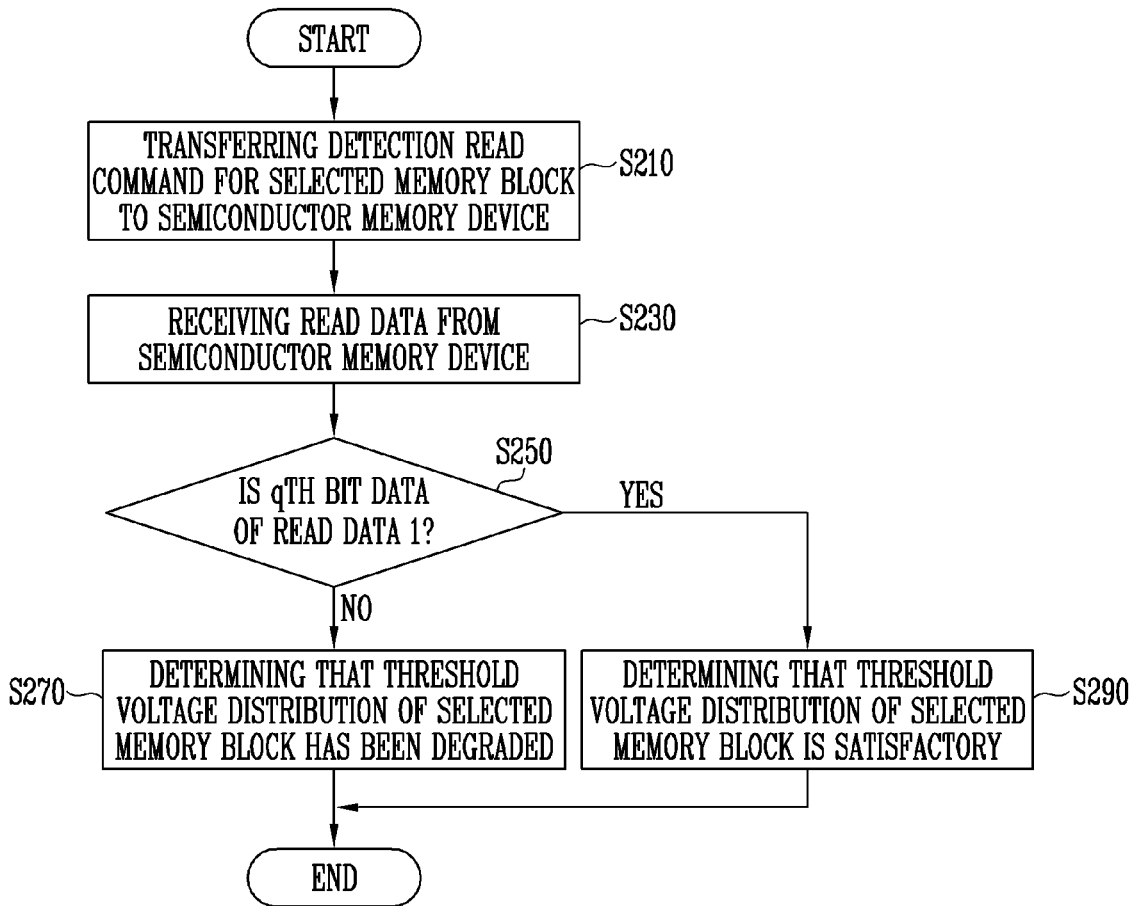 START
TRANSFERRING DETECTION READ
COMMAND FOR SELECTED MEMORY BLOCK
TO SEMICONDUCTOR MEMORY DEVICE
S210
RECEIVING READ DATA FROM
SEMICONDUCTOR MEMORY DEVICE
S230
S250
IS qTH BIT DATA
OF READ DATA 1?
YES
NO
S270
DETERMINING THAT THRESHOLD
VOLTAGE DISTRIBUTION OF SELECTED
MEMORY BLOCK HAS BEEN DEGRADED
DETERMINING THAT THRESHOLD
VOLTAGE DISTRIBUTION OF SELECTED
MEMORY BLOCK IS SATISFACTORY
S290
END